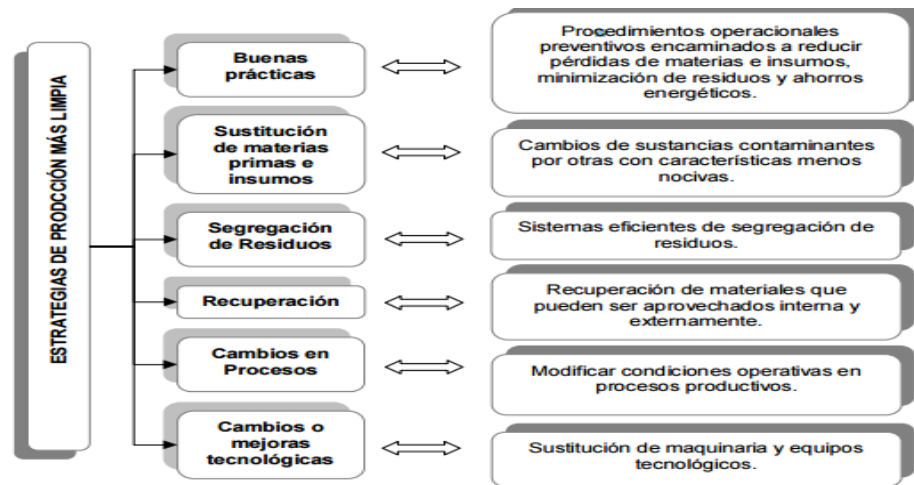 ESTRATEGIAS DE PRODCCIÓN MÁS LIMPIA
Buenas
prácticas
Procedimientos operacionales
preventivos encaminados a reducir
pérdidas de materias e insumos,
minimización de residuos y ahorros
energéticos.
Sustitución
de materias
primas e
insumos
Cambios de sustancias contaminantes
por otras con características menos
nocivas.
Segregación
de Residuos
Sistemas eficientes de segregación de
residuos.
Recuperación
Recuperación de materiales que
pueden ser aprovechados interna y
externamente.
Cambios en
Procesos
Modificar condiciones operativas en
procesos productivos.
Cambios o
mejoras
tecnológicas
Sustitución de maquinaria y equipos
tecnológicos.